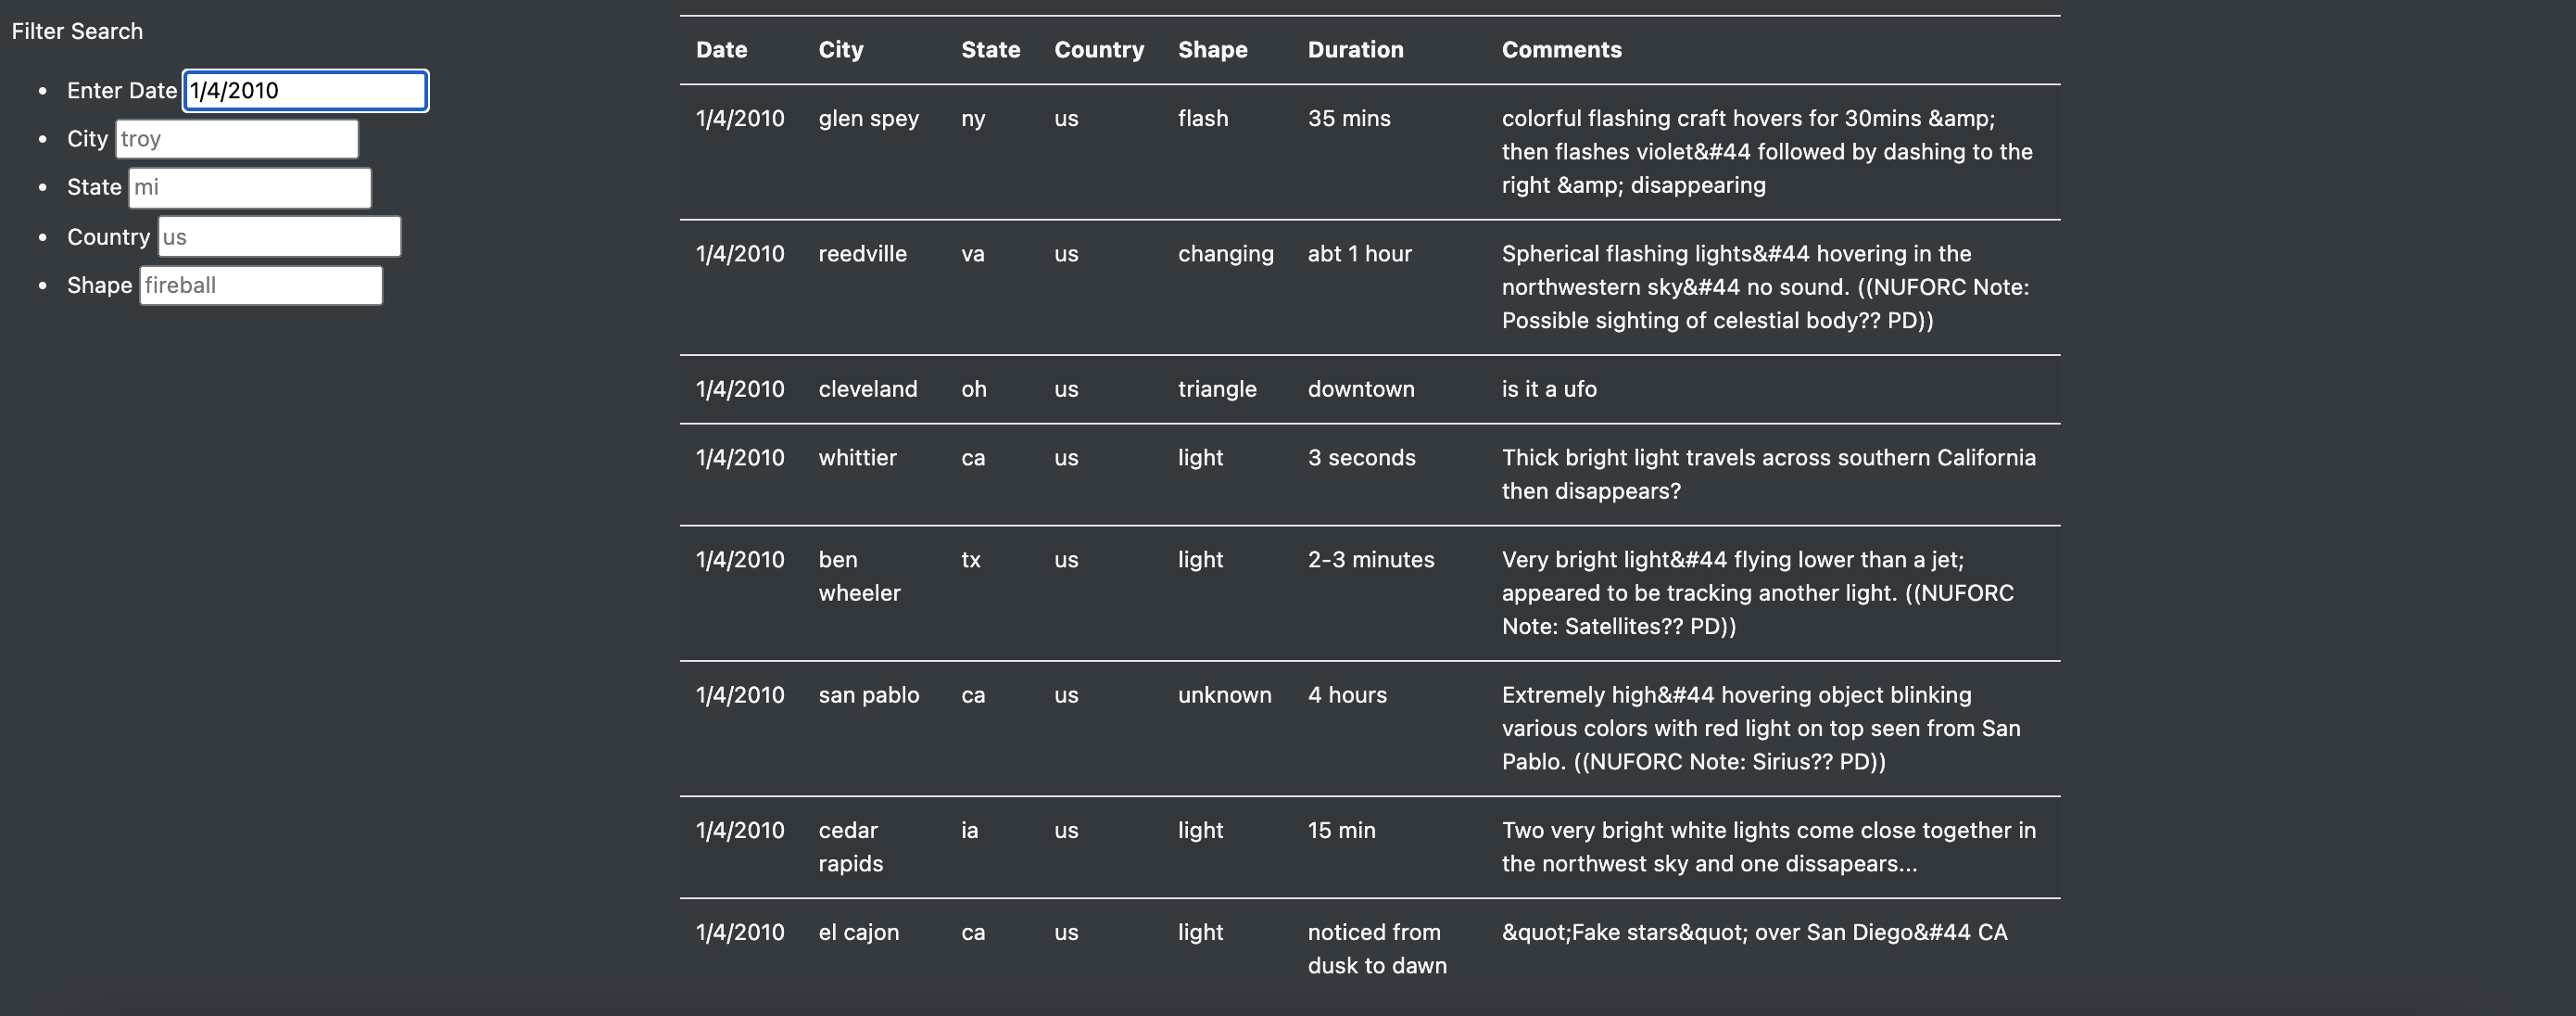 Filter Search
Enter Date 1/4/2010
City troy
State mi
Country us
Shape fireball
Date City State Country Shape Duration Comments
1/4/2010 glen spey ny us flash 35 mins colorful flashing craft hovers for 30mins &amp;
then flashes violet&#44 followed by dashing to the
right &amp; disappearing
1/4/2010 reedville va us changing abt 1 hour Spherical flashing lights&#44 hovering in the
northwestern sky&#44 no sound. ((NUFORC Note:
Possible sighting of celestial body?? PD))
1/4/2010 cleveland oh us triangle downtown is it a ufo
1/4/2010 whittier ca us light 3 seconds Thick bright light travels across southern California
then disappears?
1/4/2010 ben tx us light 2-3 minutes Very bright light&#44 flying lower than a jet;
wheeler appeared to be tracking another light. ((NUFORC
Note: Satellites?? PD))
1/4/2010 san pablo ca us unknown 4 hours Extremely high&#44 hovering object blinking
various colors with red light on top seen from San
Pablo. ((NUFORC Note: Sirius?? PD))
1/4/2010 cedar ia us light 15 min Two very bright white lights come close together in
rapids the northwest sky and one dissapears...
1/4/2010 el cajon ca us light noticed from &quot;Fake stars&quot; over San Diego&#44 CA
dusk to dawn